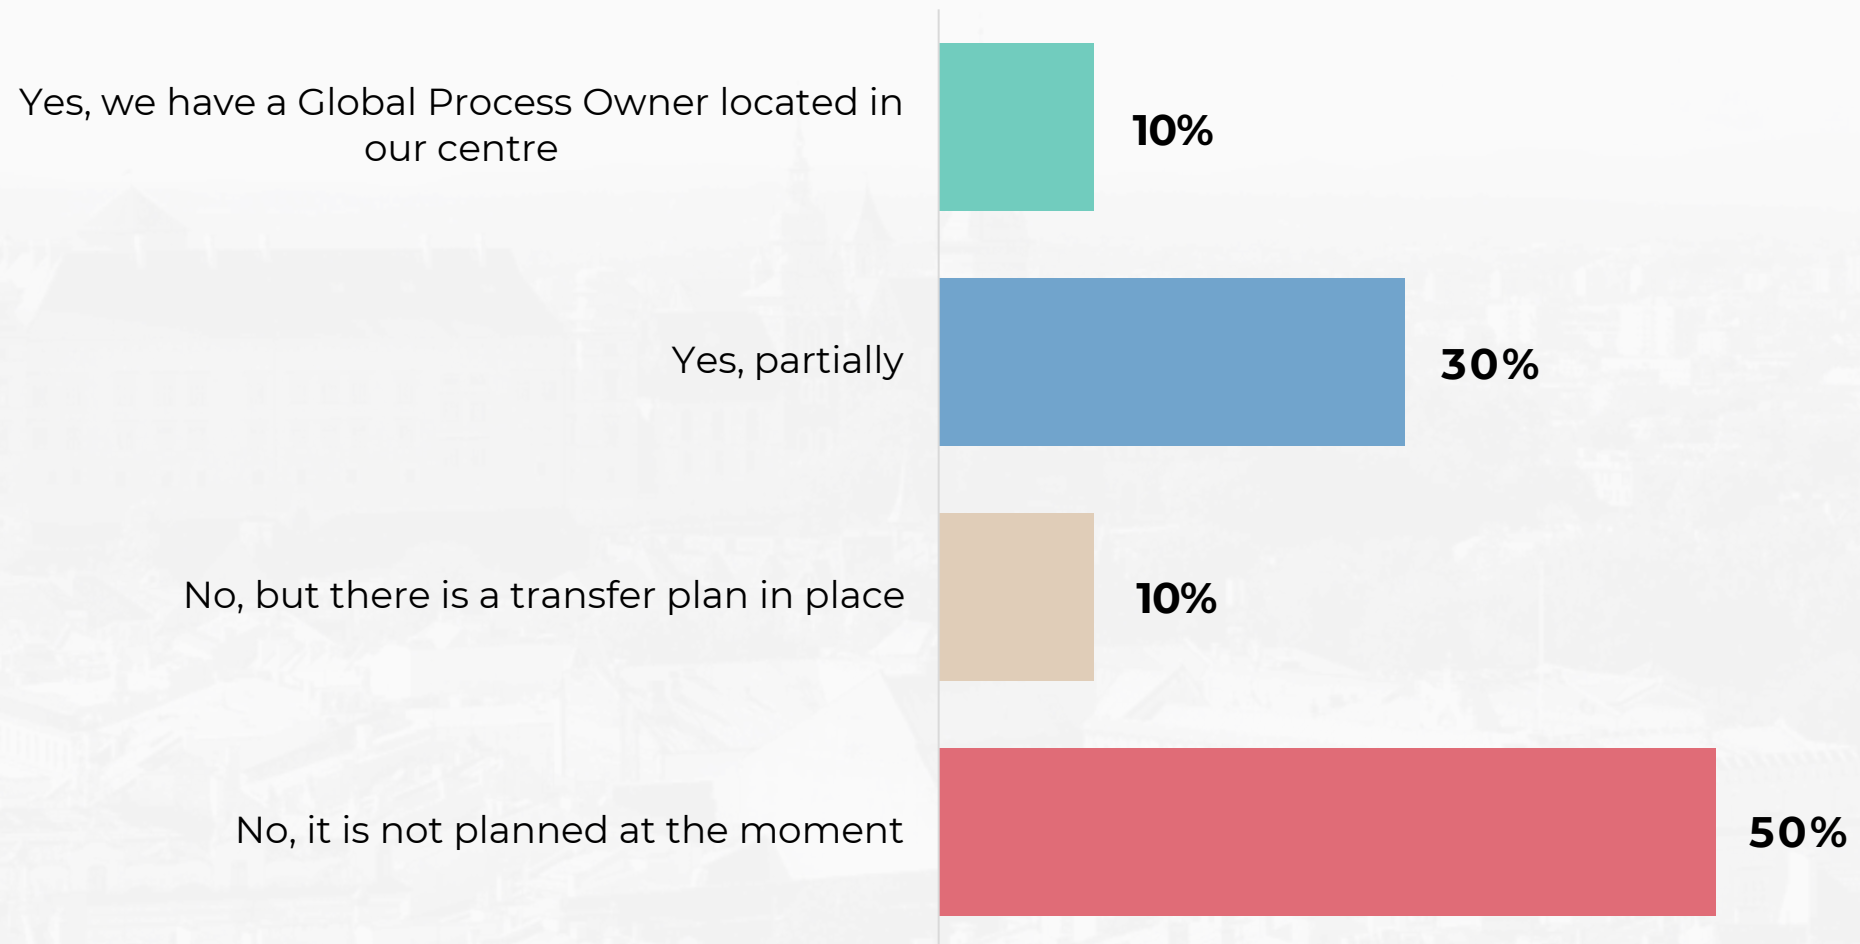 Yes, we have a Global Process Owner located in
our centre
10%
Yes, partially
30%
No, but there is a transfer plan in place
10%
No, it is not planned at the moment
50%